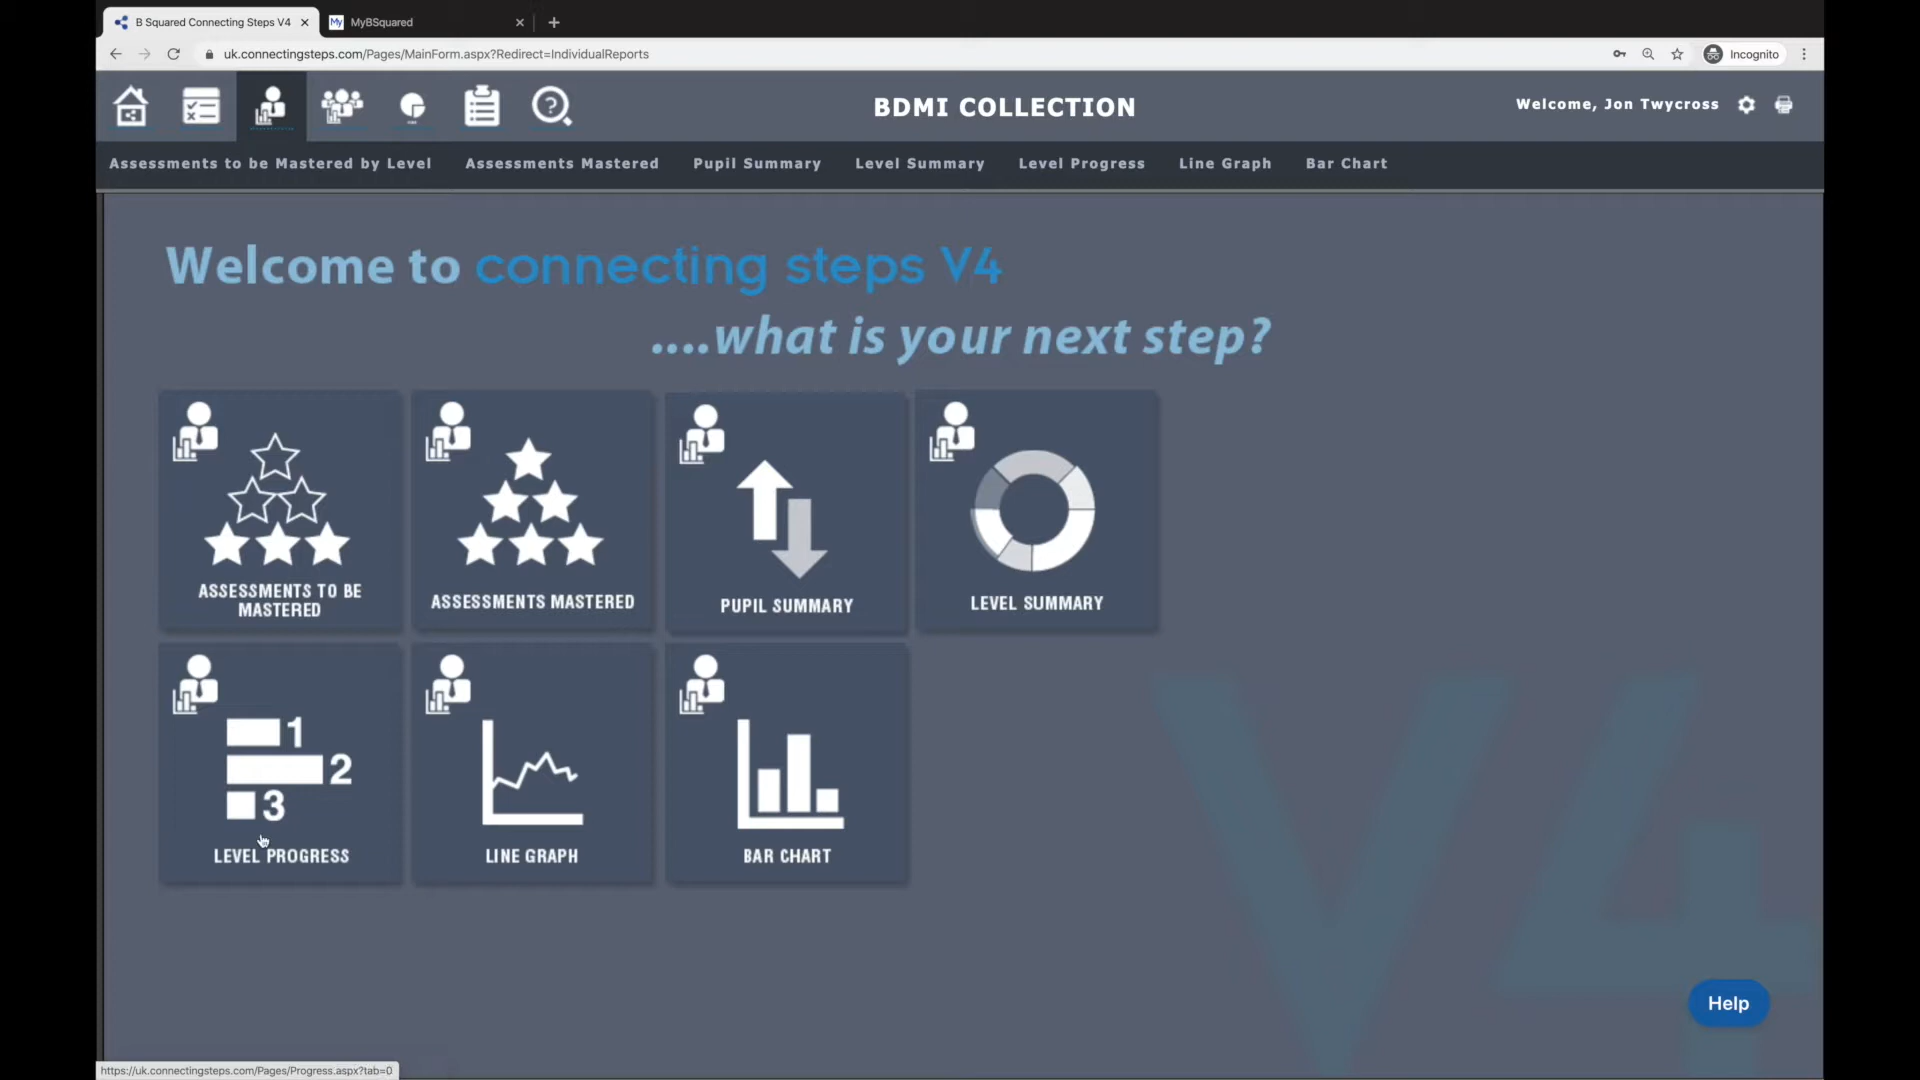 B Squared Connecting Steps V4
MyBSquared
uk.connectingsteps.com/Pages/MainForm.aspx?Redirect=IndividualReports
Incognito
BDMI COLLECTION
Welcome, Jon Twycross
Assessments to be Mastered by Level Assessments Mastered Pupil Summary Level Summary Level Progress Line Graph Bar Chart
Welcome to connecting steps V4
....what is your next step?
ASSESSMENTS TO BE
MASTERED
ASSESSMENTS MASTERED
PUPIL SUMMARY
LEVEL SUMMARY
1
2
3
LEVEL PROGRESS
LINE GRAPH
BAR CHART
V4
Help
https://uk.connectingsteps.com/Pages/Progress.aspx?tab=0